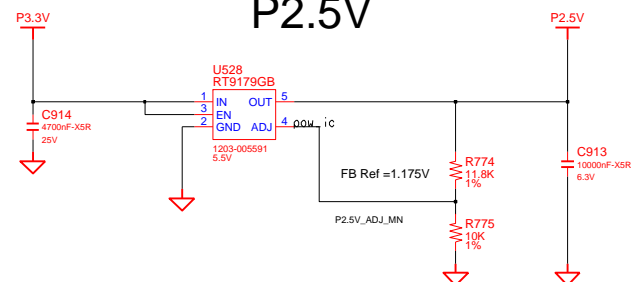 P2.5V
P3.3V
P2.5V
U528
RT9179GB
1 IN OUT 5
3 EN
2 GND ADJ 4 pow_ic
1203-005591
5.5V
C914
4700nF-X5R
25V
FB Ref =1.175V
R774
11.8K
1%
C913
10000nF-X5R
6.3V
P2.5V_ADJ_MN
R775
10K
1%